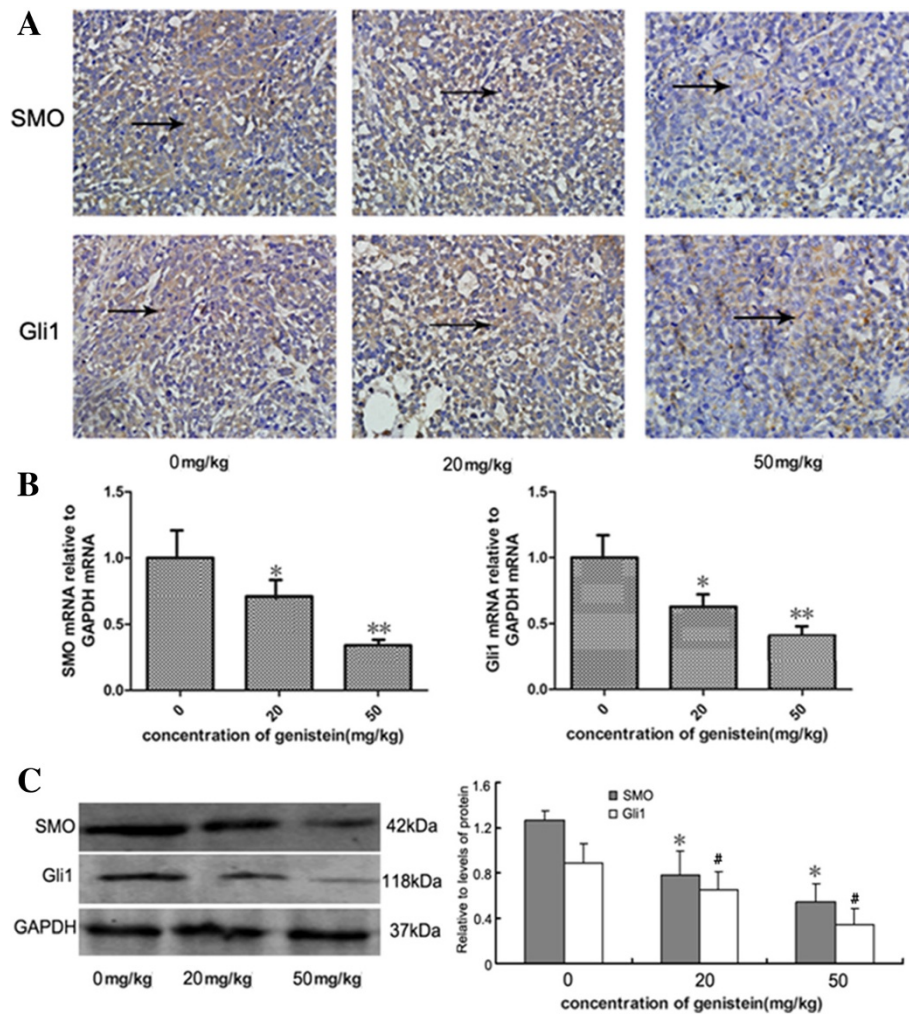 A
SMO
Gli1
0mg/kg
20mg/kg
50mg/kg
B
SMO mRNA relative to
GAPDH mRNA
1.5
1.0
0.5
0.0
*
**
0
20
50
concentration of genistein(mg/kg)
Gli1 mRNA relative to
GAPDH mRNA
1.5
1.0
0.5
0.0
*
**
0
20
50
concentration of genistein(mg/kg)
C
SMO
42kDa
Gli1
118kDa
GAPDH
37kDa
0mg/kg
20mg/kg
50mg/kg
Relative to levels of protein
1.6
1.2
0.8
0.4
0
SMO
Gli1
*
#
*
#
0
20
50
concentration of genistein(mg/kg)